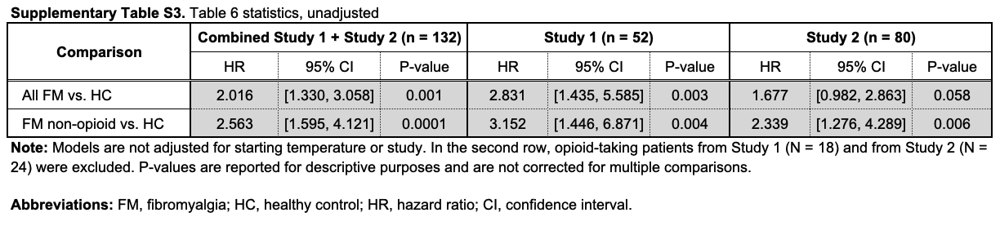 Supplementary Table S3. Table 6 statistics, unadjusted
Comparison Combined Study 1 + Study 2 (n = 132) Study 1 (n = 52) Study 2 (n = 80)
HR 95% CI P-value HR 95% CI P-value HR 95% CI P-value
All FM vs. HC 2.016 [1.330, 3.058] 0.001 2.831 [1.435, 5.585] 0.003 1.677 [0.982, 2.863] 0.058
FM non-opioid vs. HC 2.563 [1.595, 4.121] 0.0001 3.152 [1.446, 6.871] 0.004 2.339 [1.276, 4.289] 0.006
Note: Models are not adjusted for starting temperature or study. In the second row, opioid-taking patients from Study 1 (N = 18) and from Study 2 (N =
24) were excluded. P-values are reported for descriptive purposes and are not corrected for multiple comparisons.
Abbreviations: FM, fibromyalgia; HC, healthy control; HR, hazard ratio; CI, confidence interval.